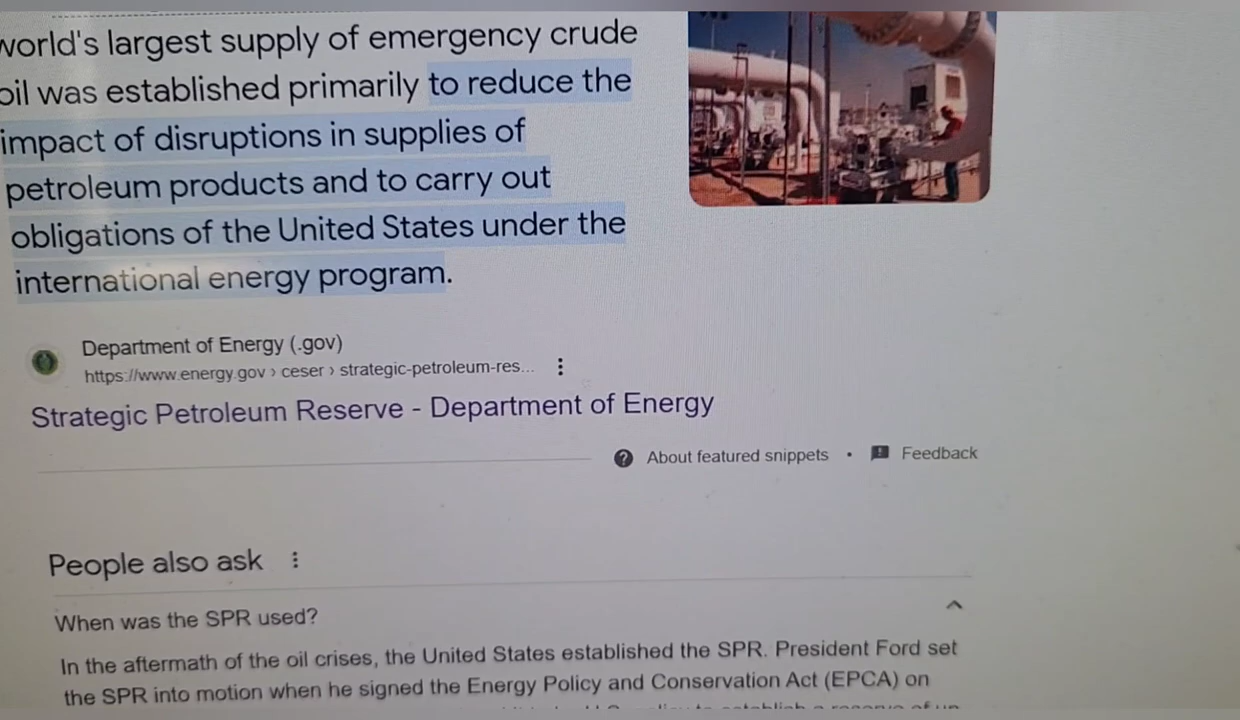 world's largest supply of emergency crude
oil was established primarily to reduce the
impact of disruptions in supplies of
petroleum products and to carry out
obligations of the United States under the
international energy program.
Department of Energy (.gov)
https://www.energy.gov › ceser › strategic-petroleum-res...
Strategic Petroleum Reserve - Department of Energy
About featured snippets • Feedback
People also ask
When was the SPR used?
In the aftermath of the oil crises, the United States established the SPR. President Ford set
the SPR into motion when he signed the Energy Policy and Conservation Act (EPCA) on